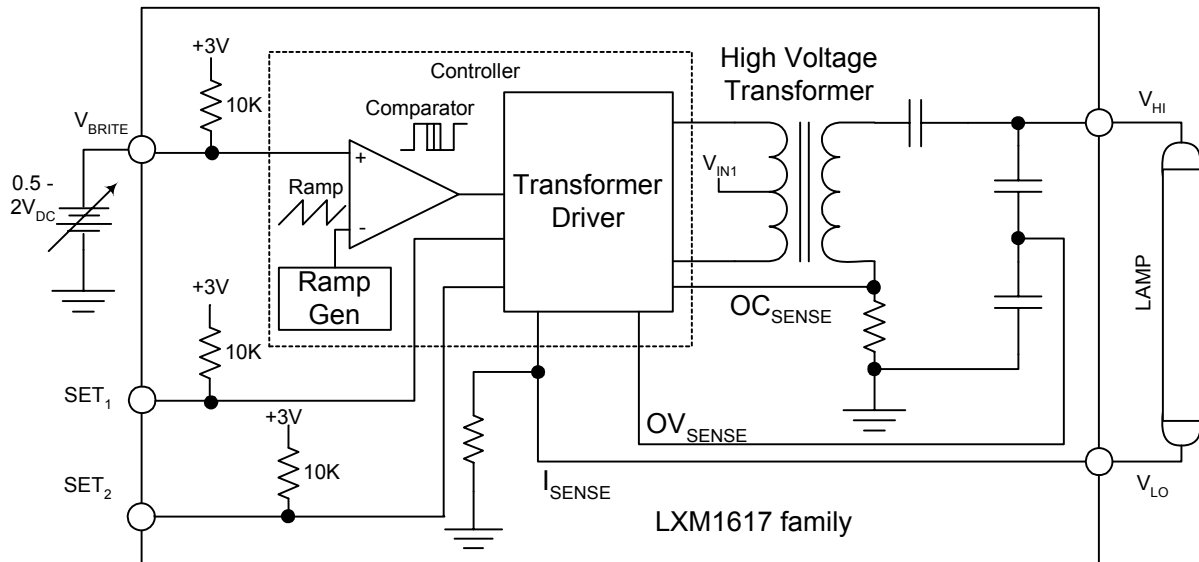 +3V
10K
V_BRITE
0.5 -
2V_DC
Controller
Comparator
Ramp
+
-
Ramp
Gen
Transformer
Driver
High Voltage
Transformer
V_IN1
V_HI
LAMP
V_LO
OC_SENSE
OV_SENSE
I_SENSE
+3V
10K
SET_1
+3V
10K
SET_2
LXM1617 family